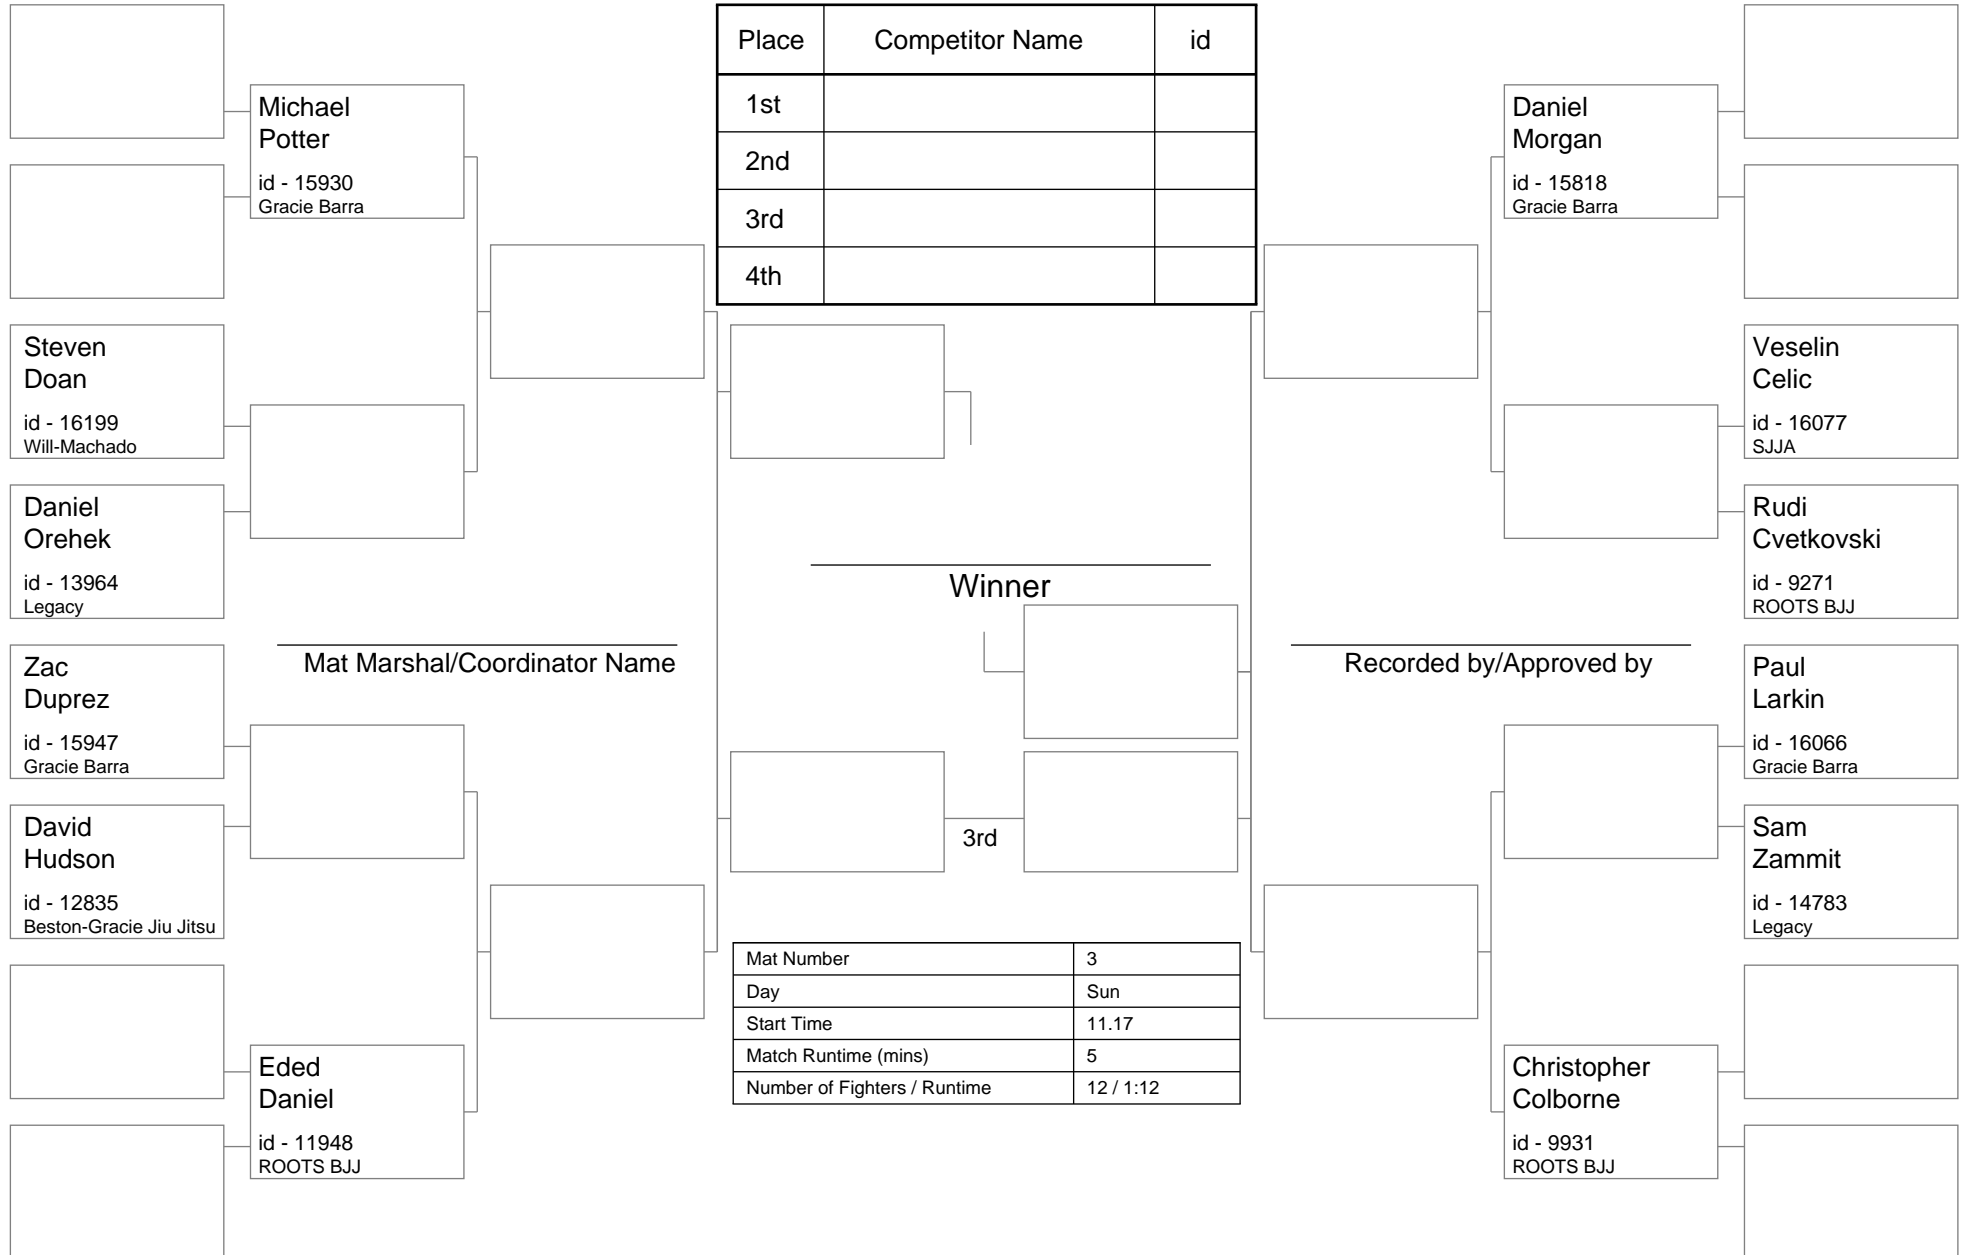 Place Competitor Name id
1st
2nd
3rd
4th
Michael
Potter
id - 15930
Gracie Barra
Steven
Doan
id - 16199
Will-Machado
Daniel
Orehek
id - 13964
Legacy
Zac
Duprez
id - 15947
Gracie Barra
David
Hudson
id - 12835
Beston-Gracie Jiu Jitsu
Eded
Daniel
id - 11948
ROOTS BJJ
Mat Marshal/Coordinator Name
Winner
3rd
Recorded by/Approved by
Mat Number 3
Day Sun
Start Time 11.17
Match Runtime (mins) 5
Number of Fighters / Runtime 12 / 1:12
Daniel
Morgan
id - 15818
Gracie Barra
Veselin
Celic
id - 16077
SJJA
Rudi
Cvetkovski
id - 9271
ROOTS BJJ
Paul
Larkin
id - 16066
Gracie Barra
Sam
Zammit
id - 14783
Legacy
Christopher
Colborne
id - 9931
ROOTS BJJ